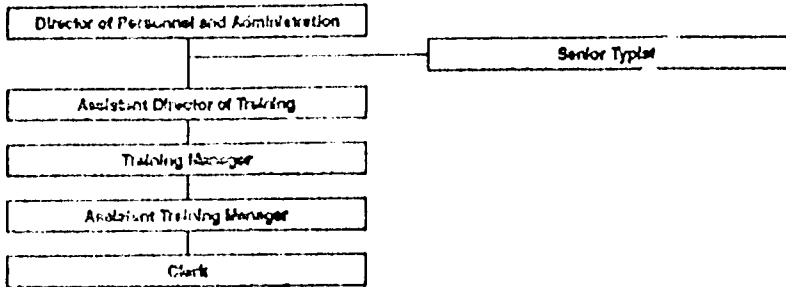 Director of Personnel and Administration
Senior Typist
Assistant Director of Training
Training Manager
Assistant Training Manager
Clerk